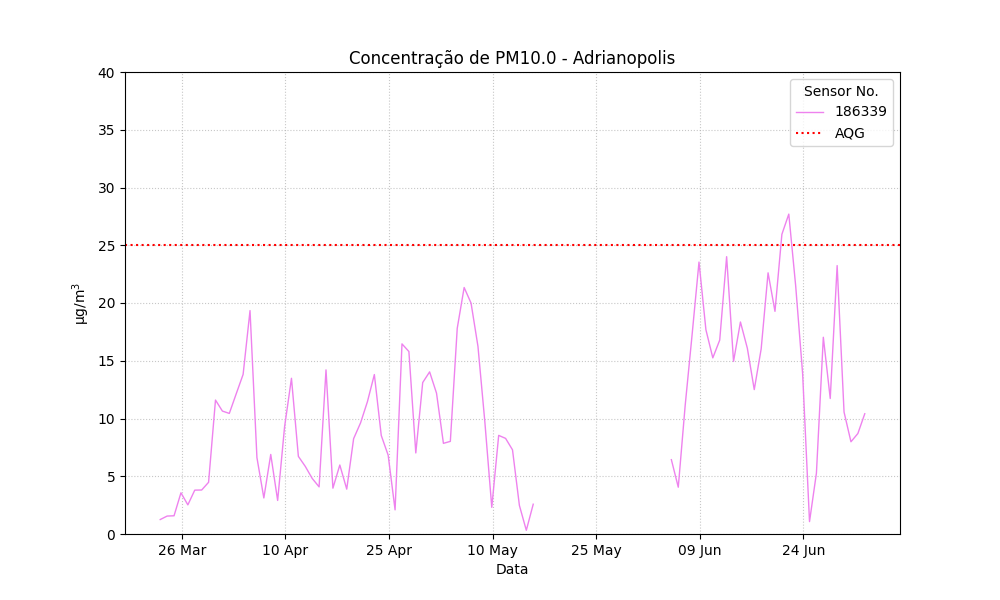 Concentração de PM10.0 - Adrianopolis
Sensor No.
186339
AQG
40
35
30
25
20
15
10
5
0
µg/m³
26 Mar
10 Apr
25 Apr
10 May
25 May
09 Jun
24 Jun
Data